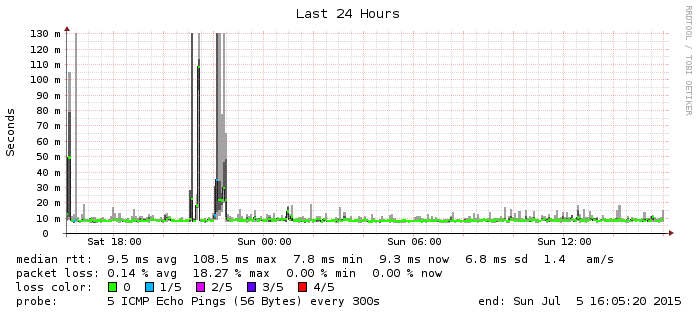 Last 24 Hours
RRDTOOL / TOBI OETIKER
Seconds
130 m
120 m
110 m
100 m
90 m
80 m
70 m
60 m
50 m
40 m
30 m
20 m
10 m
0
Sat 18:00 Sun 00:00 Sun 06:00 Sun 12:00
median rtt: 9.5 ms avg 108.5 ms max 7.8 ms min 9.3 ms now 6.8 ms sd 1.4 am/s
packet loss: 0.14 % avg 18.27 % max 0.00 % min 0.00 % now
loss color: 0 1/5 2/5 3/5 4/5
probe: 5 ICMP Echo Pings (56 Bytes) every 300s end: Sun Jul 5 16:05:20 2015